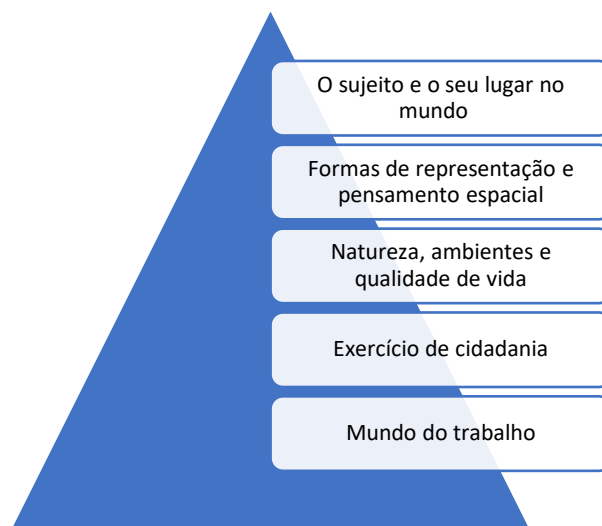 O sujeito e o seu lugar no
mundo
Formas de representação e
pensamento espacial
Natureza, ambientes e
qualidade de vida
Exercício de cidadania
Mundo do trabalho